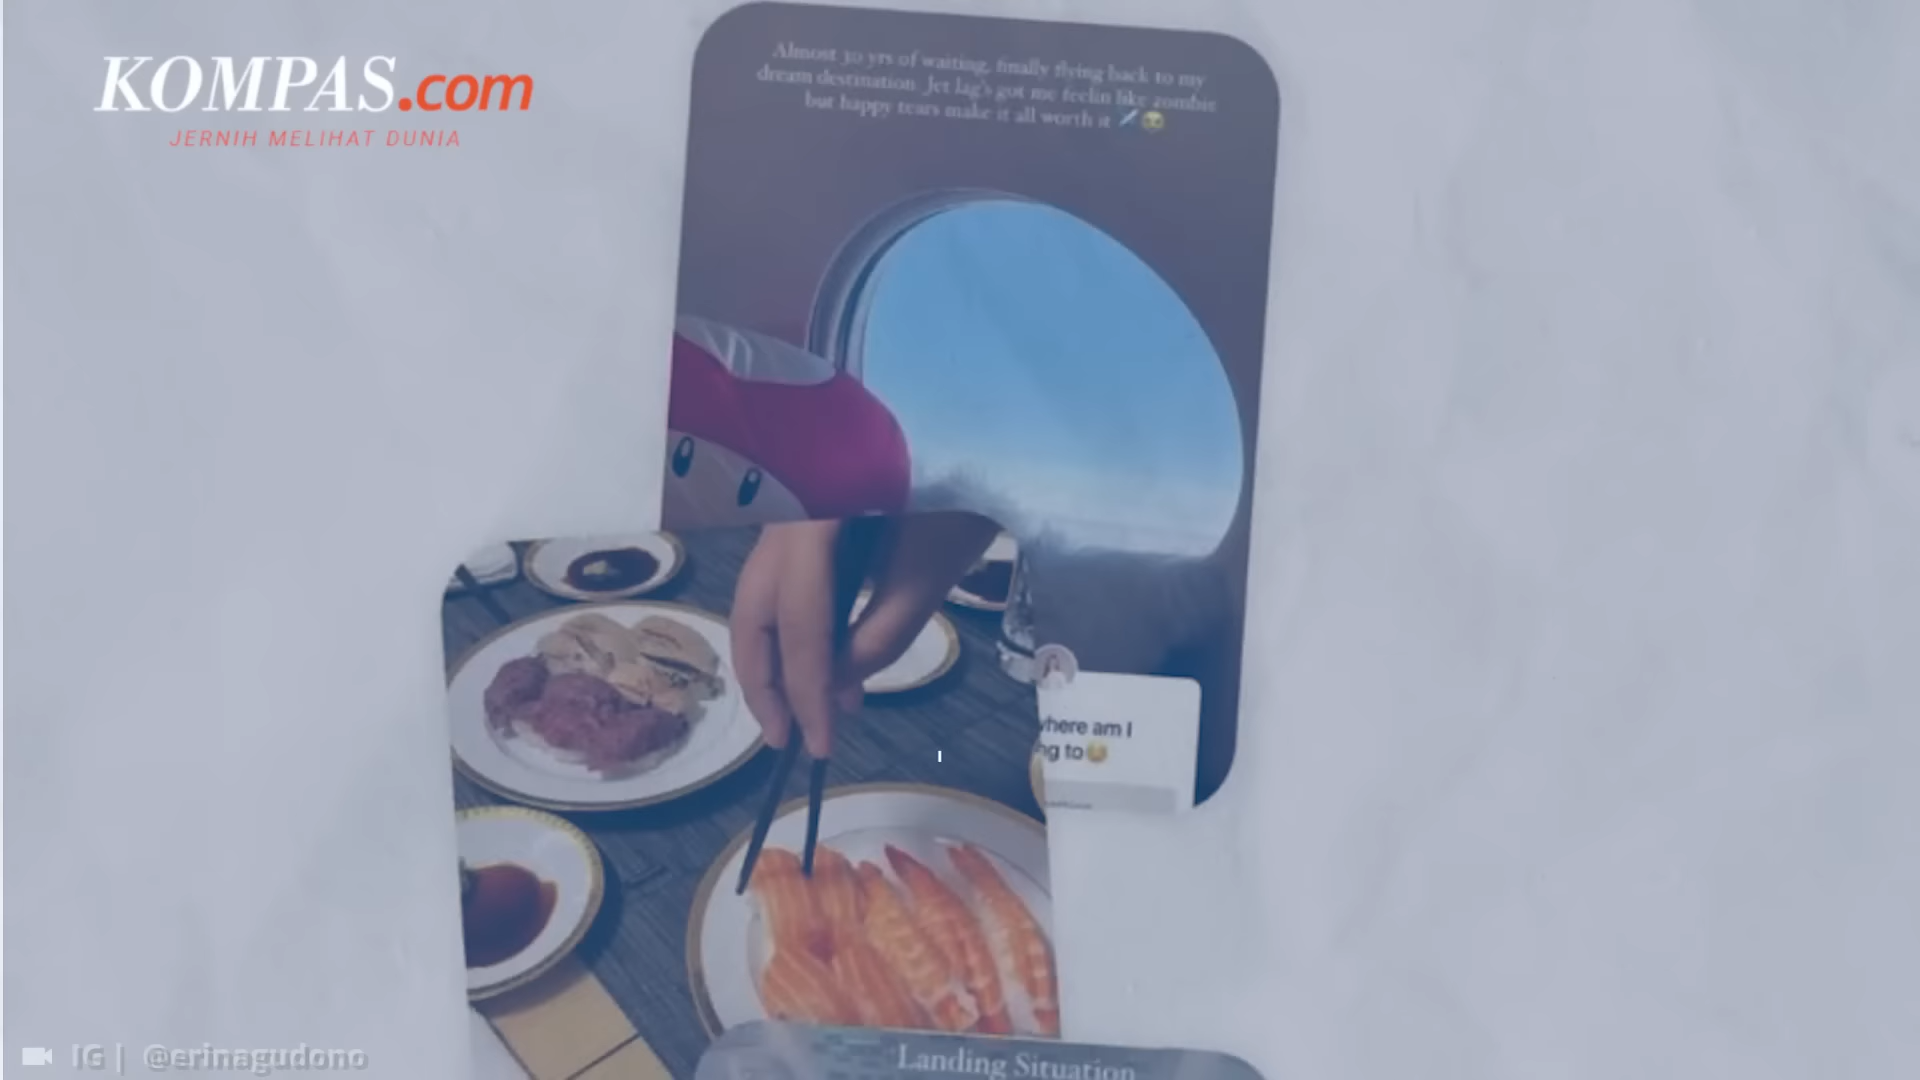 KOMPAS.com
JERNIH MELIHAT DUNIA
Almost 30 yrs of waiting, finally flying back to my
dream destination. Jet lag's got me feelin like zombie
but happy tears make it all worth it
where am I
ng to
IG | @erinagudono
Landing Situation